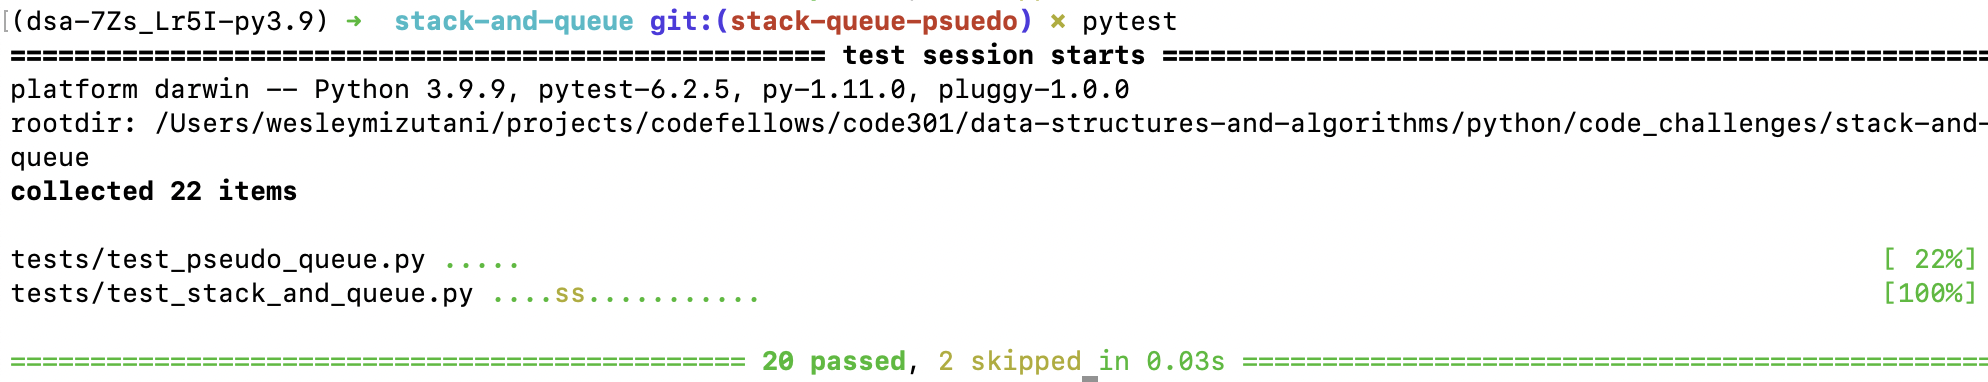 (dsa-7Zs_Lr5I-py3.9) ➜  stack-and-queue git:(stack-queue-psuedo) ✗ pytest
=================================================== test session starts ====================================================
platform darwin -- Python 3.9.9, pytest-6.2.5, py-1.11.0, pluggy-1.0.0
rootdir: /Users/wesleymizutani/projects/codefellows/code301/data-structures-and-algorithms/python/code_challenges/stack-and-
queue
collected 22 items
tests/test_pseudo_queue.py ..... [ 22%]
tests/test_stack_and_queue.py ....ss........... [100%]
============================================== 20 passed, 2 skipped in 0.03s ===============================================